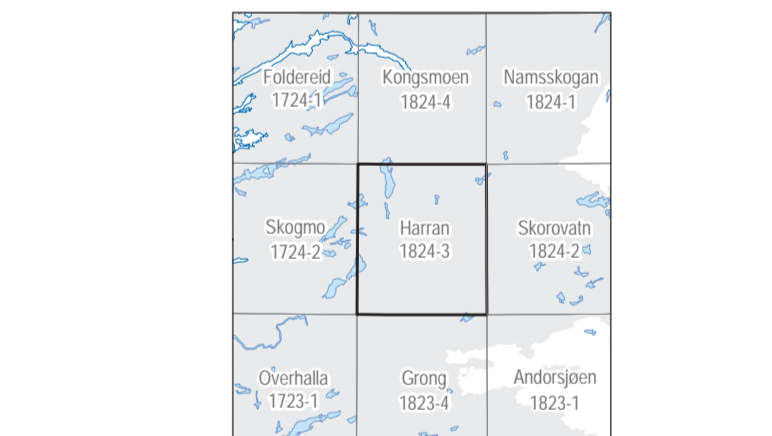 Foldereid
1724-1
Kongsmoen
1824-4
Namsskogan
1824-1
Skogmo
1724-2
Harran
1824-3
Skorovatn
1824-2
Overhalla
1723-1
Grong
1823-4
Andorsjøen
1823-1